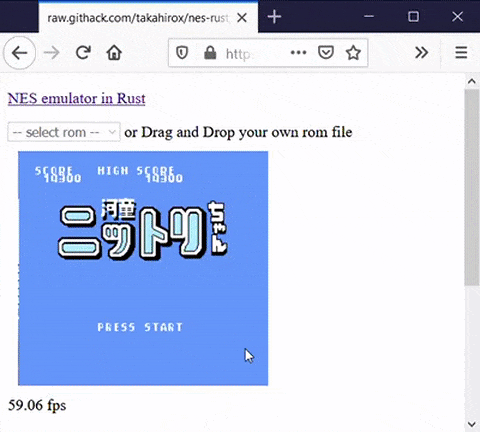 raw.githack.com/takahirox/nes-rust
http
NES emulator in Rust
-- select rom -- or Drag and Drop your own rom file
SCORE HIGH SCORE
14300 14300
河童
ニットリちゃん
PRESS START
59.06 fps